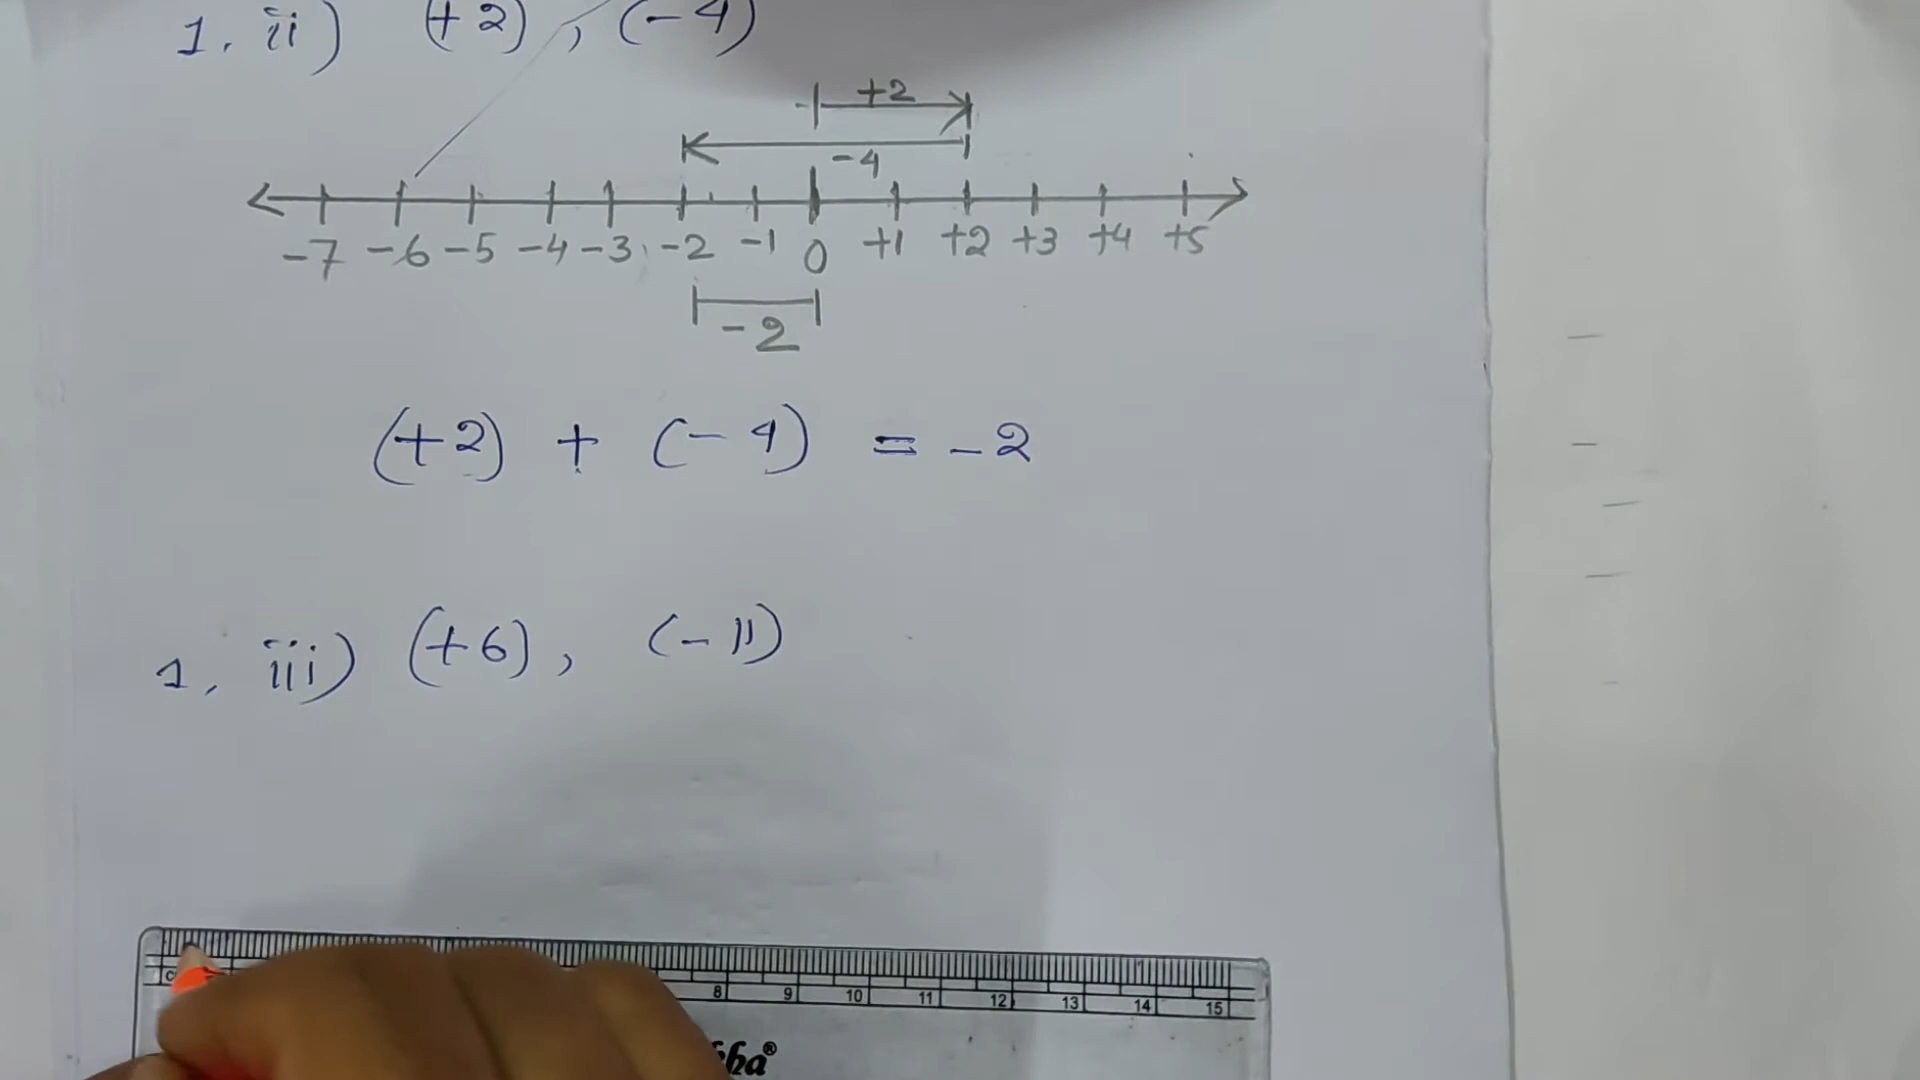 1. ii) (+2), (-4)
+2
-4
-7 -6 -5 -4 -3 -2 -1 0 +1 +2 +3 +4 +5
-2
(+2) + (-4) = -2
1. iii) (+6), (-11)
8 9 10 11 12 13 14 15